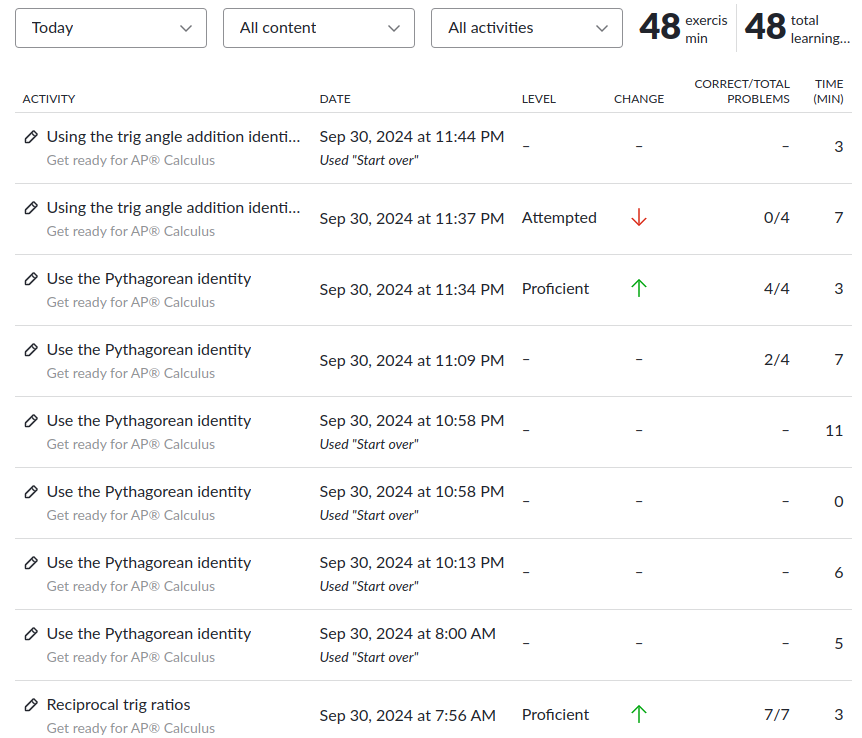 Today
All content
All activities
48 exercis min
48 total learning...
ACTIVITY DATE LEVEL CHANGE CORRECT/TOTAL PROBLEMS TIME (MIN)
Using the trig angle addition identi... Sep 30, 2024 at 11:44 PM – – – 3
Get ready for AP® Calculus Used "Start over"
Using the trig angle addition identi... Sep 30, 2024 at 11:37 PM Attempted 0/4 7
Get ready for AP® Calculus
Use the Pythagorean identity Sep 30, 2024 at 11:34 PM Proficient 4/4 3
Get ready for AP® Calculus
Use the Pythagorean identity Sep 30, 2024 at 11:09 PM – – 2/4 7
Get ready for AP® Calculus
Use the Pythagorean identity Sep 30, 2024 at 10:58 PM – – – 11
Get ready for AP® Calculus Used "Start over"
Use the Pythagorean identity Sep 30, 2024 at 10:58 PM – – – 0
Get ready for AP® Calculus Used "Start over"
Use the Pythagorean identity Sep 30, 2024 at 10:13 PM – – – 6
Get ready for AP® Calculus Used "Start over"
Use the Pythagorean identity Sep 30, 2024 at 8:00 AM – – – 5
Get ready for AP® Calculus Used "Start over"
Reciprocal trig ratios Sep 30, 2024 at 7:56 AM Proficient 7/7 3
Get ready for AP® Calculus